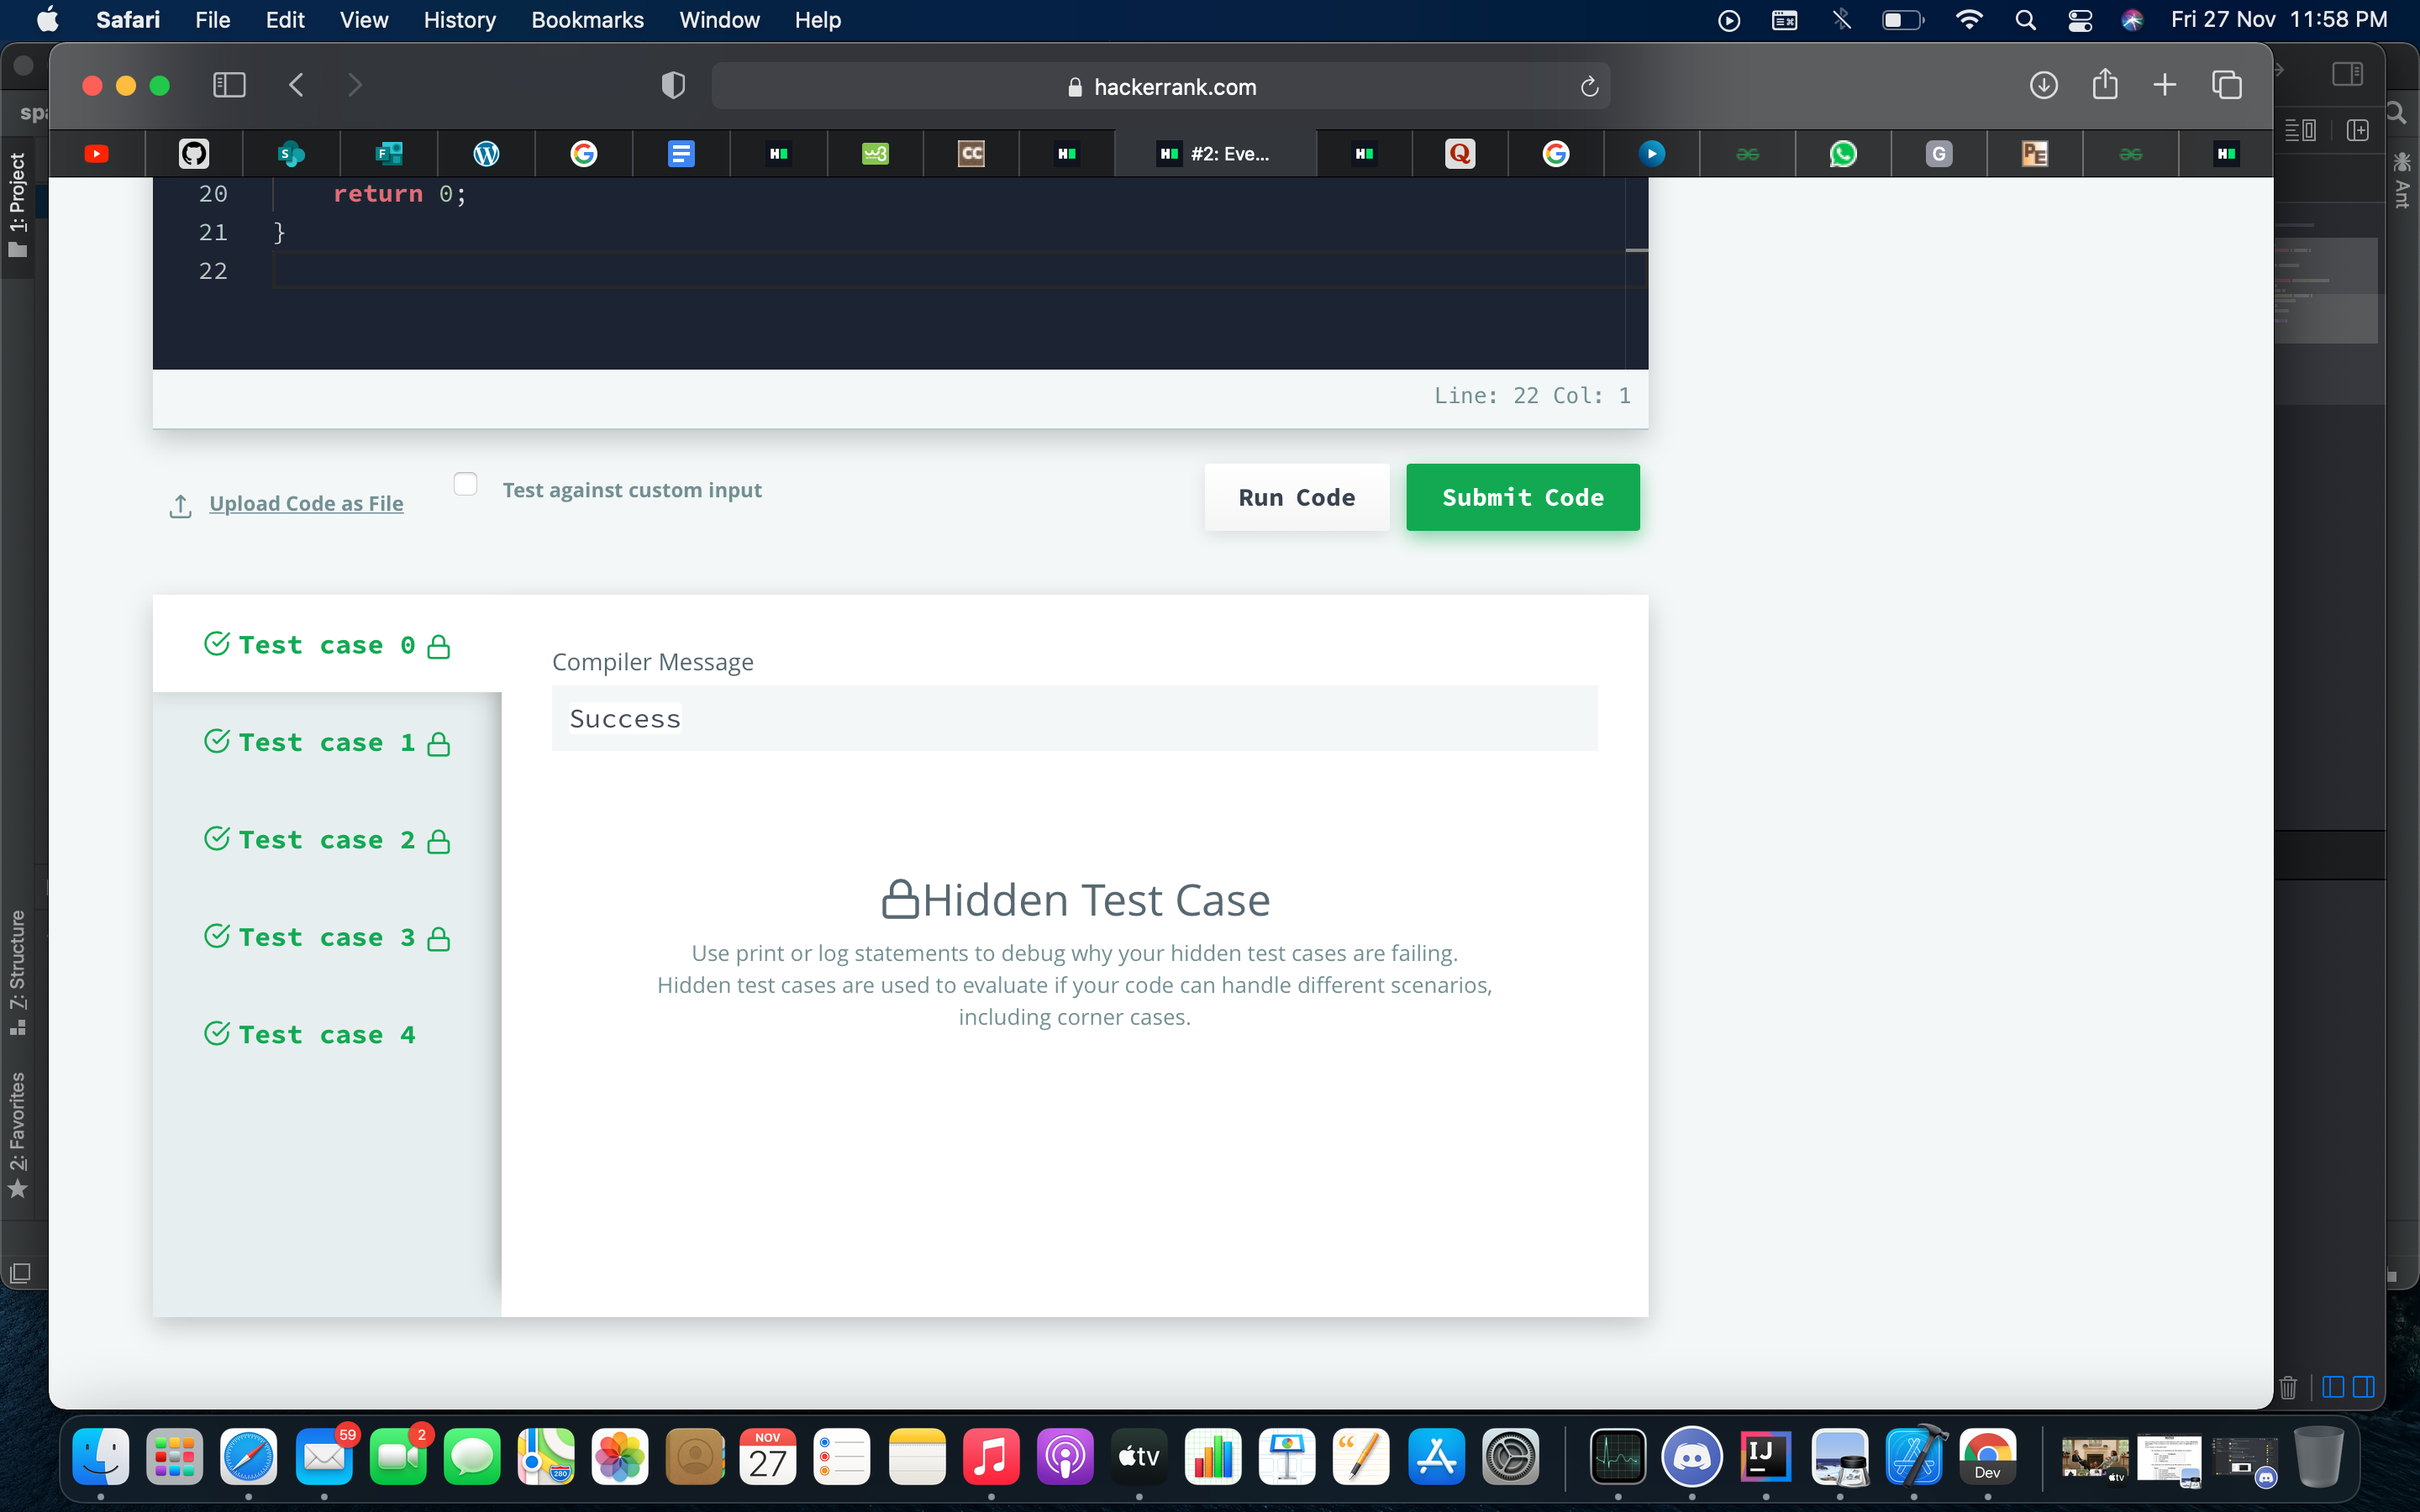 Safari File Edit View History Bookmarks Window Help Fri 27 Nov 11:58 PM
hackerrank.com
#2: Eve...
1: Project
Ant
20 return 0;
21 }
22
Line: 22 Col: 1
Upload Code as File
Test against custom input
Run Code
Submit Code
Test case 0
Test case 1
Test case 2
Test case 3
Test case 4
Compiler Message
Success
Hidden Test Case
Use print or log statements to debug why your hidden test cases are failing.
Hidden test cases are used to evaluate if your code can handle different scenarios,
including corner cases.
7: Structure
2: Favorites
59
2
NOV
27
280
tv
IJ
Dev